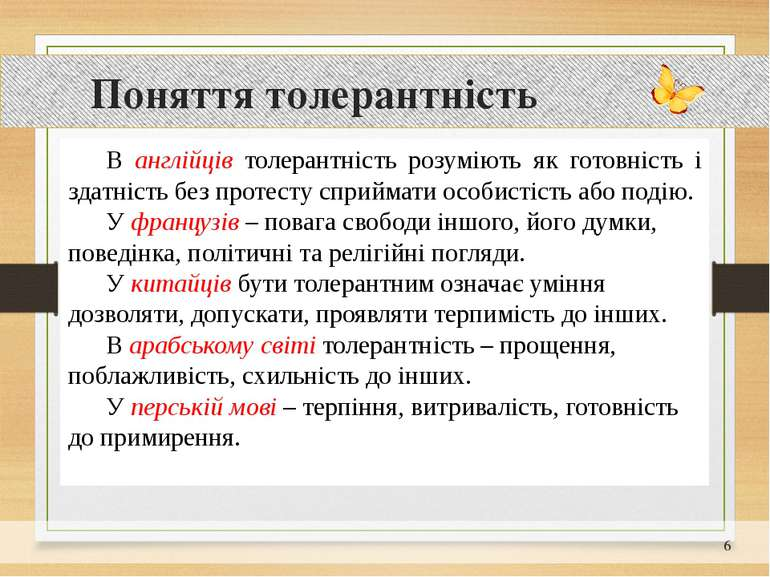 Поняття толерантність
В англійців толерантність розуміють як готовність і
здатність без протесту сприймати особистість або подію.
У французів – повага свободи іншого, його думки,
поведінка, політичні та релігійні погляди.
У китайців бути толерантним означає уміння
дозволяти, допускати, проявляти терпимість до інших.
В арабському світі толерантність – прощення,
поблажливість, схильність до інших.
У перській мові – терпіння, витривалість, готовність
до примирення.
6